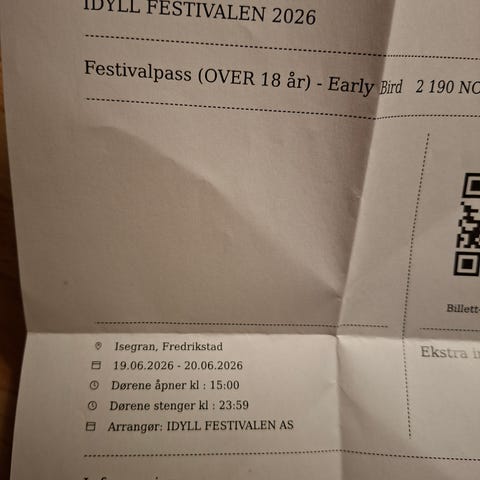 IDYLL FESTIVALEN 2026
Festivalpass (OVER 18 år) - Early Bird 2 190 NO
Billett-
Isegran, Fredrikstad
Ekstra i
19.06.2026 - 20.06.2026
Dørene åpner kl : 15:00
Dørene stenger kl : 23:59
Arrangør: IDYLL FESTIVALEN AS